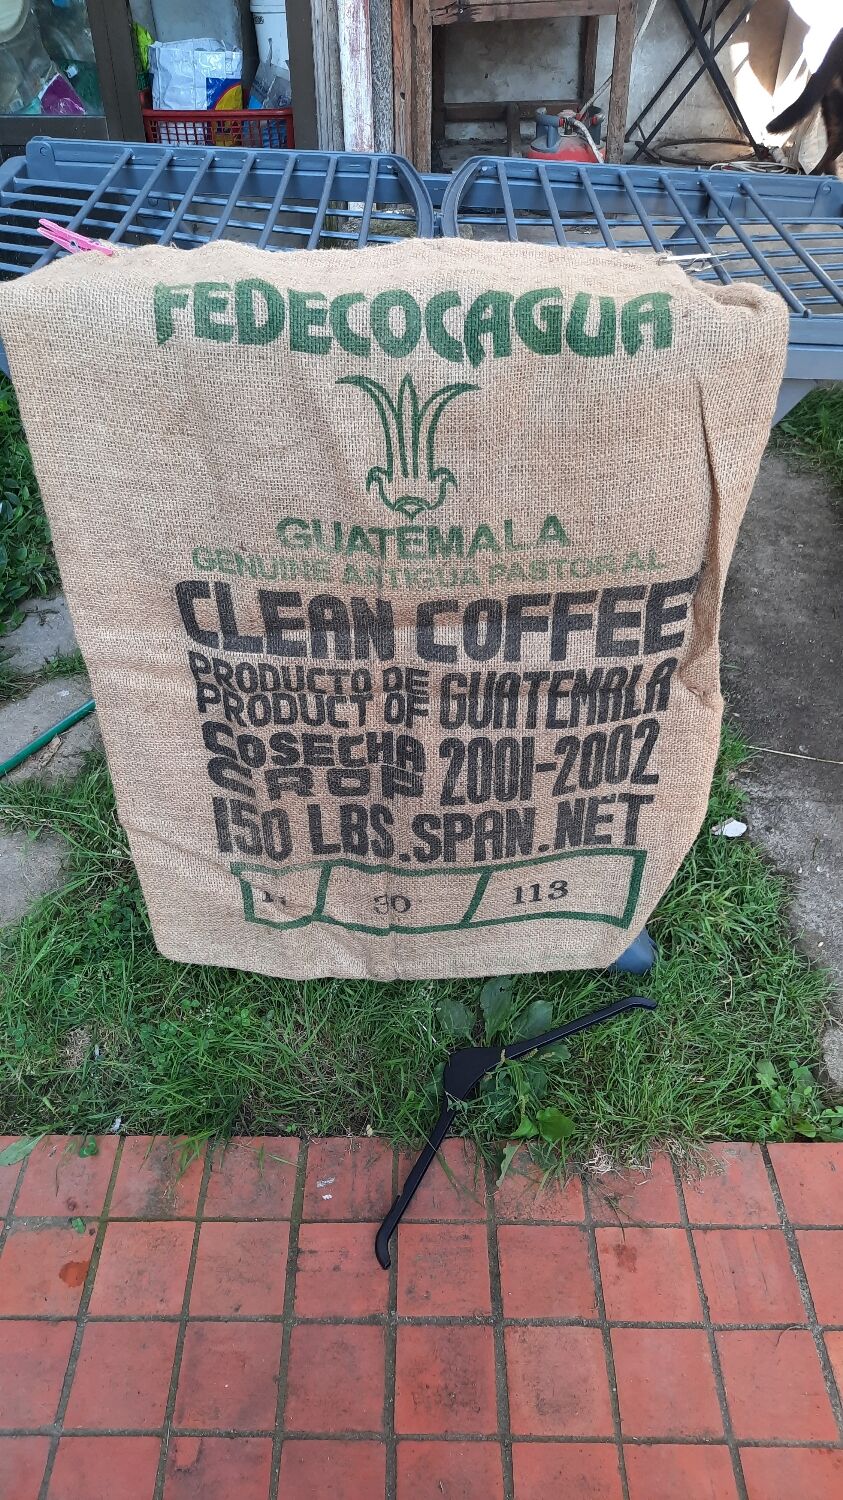 FEDECOCAGUA
GUATEMALA
GENUINE ANTIGUA PASTORAL
CLEAN COFFEE
PRODUCTO DE
PRODUCT OF
GUATEMALA
COSECHA
CROP
2001-2002
150 LBS.SPAN.NET
30 113